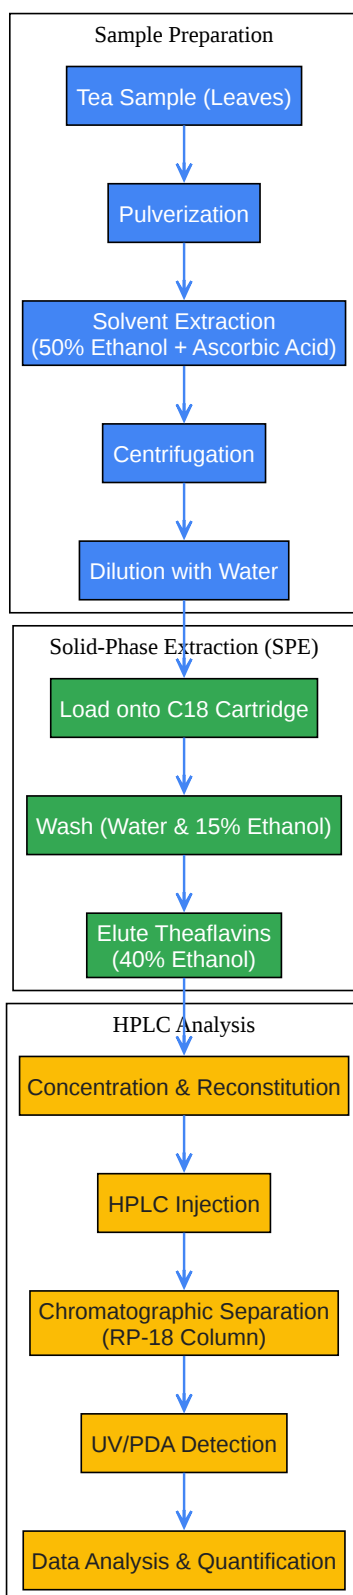 Sample Preparation
Tea Sample (Leaves)
Pulverization
Solvent Extraction
(50% Ethanol + Ascorbic Acid)
Centrifugation
Dilution with Water
Solid-Phase Extraction (SPE)
Load onto C18 Cartridge
Wash (Water & 15% Ethanol)
Elute Theaflavins
(40% Ethanol)
HPLC Analysis
Concentration & Reconstitution
HPLC Injection
Chromatographic Separation
(RP-18 Column)
UV/PDA Detection
Data Analysis & Quantification